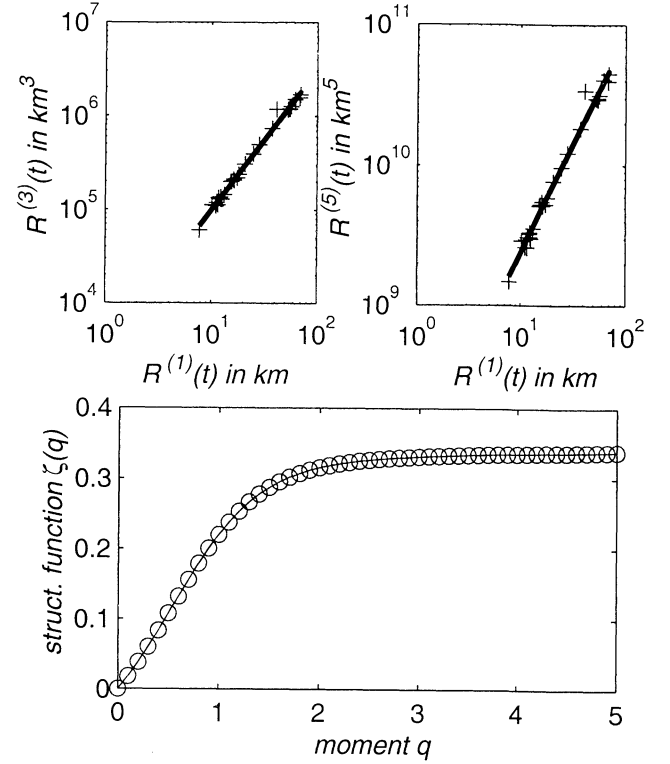 10^7
10^6
10^5
10^4
R^(3)(t) in km^3
10^0 10^1 10^2
R^(1)(t) in km
10^11
10^10
10^9
R^(5)(t) in km^5
10^0 10^1 10^2
R^(1)(t) in km
0.4
0.3
0.2
0.1
0
struct. function ζ(q)
0 1 2 3 4 5
moment q